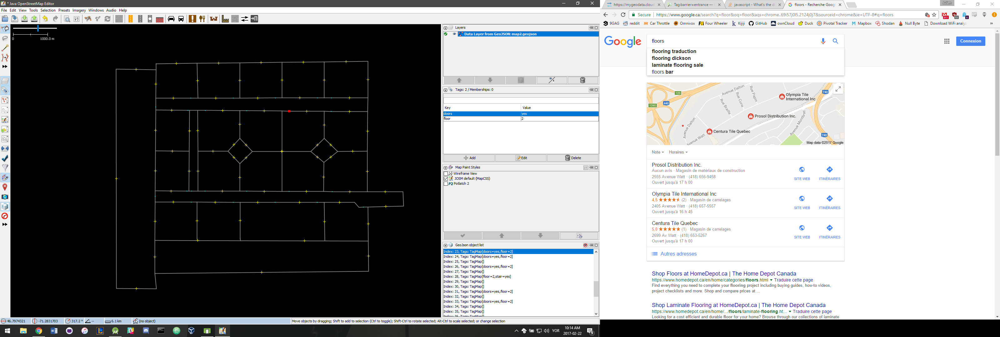 * Java OpenStreetMap Editor
File Edit View Tools Selection Presets Imagery Windows Audio Help
0 1000.0 m
Layers
Data Layer from GeoJSON: map2.geojson
Tags: 2 / Memberships: 0
Key Value
doors yes
floor 2
Add Edit Delete
Map Paint Styles
Wireframe View
JOSM default (MapCSS)
P2 Potlatch 2
GeoJson object list
Index: 23, Tags: TagMap[doors=yes,floor=2]
Index: 24, Tags: TagMap[doors=yes,floor=2]
Index: 25, Tags: TagMap[]
Index: 26, Tags: TagMap[doors=yes,floor=2]
Index: 27, Tags: TagMap[]
Index: 28, Tags: TagMap[floor=2,stair=yes]
Index: 29, Tags: TagMap[]
Index: 30, Tags: TagMap[]
Index: 31, Tags: TagMap[doors=yes,floor=2]
Index: 32, Tags: TagMap[]
Index: 33, Tags: TagMap[doors=yes,floor=2]
Index: 34, Tags: TagMap[]
Index: 35, Tags: TagMap[]
46.7974321 -71.2831703 317.2 ° -- 6.1 km (no object)
Move objects by dragging; Shift to add to selection (Ctrl to toggle); Shift-Ctrl to rotate selected; Alt-Ctrl to scale selected; or change selection
YOR
10:14 AM
2017-02-22
9
https://mygeodata.cloud
Tag:barrier=entrance —
javascript - What's the di
floors - Recherche Goog
Julien
Secure https://www.google.ca/search?q=floor&oq=floor&aqs=chrome..69i57j0l5.2124j0j7&sourceid=chrome&ie=UTF-8#q=floors
9GAG reddit Car Throttle Omnivox Four Wheeler Kijiji GitHub ownCloud Duck Pivotal Tracker Mapbox Shodan Null Byte Download WiFi analy
Google
floors
Connexion
flooring traduction
flooring dickson
laminate flooring sale
floors bar
125
440
1390
740
740
740
Avenue Dalton
Rue Papin
Rue Curie
Rue Braille
Avenue Dalton
Avenue Watt
Avenue Watt
Avenue Montbray
Olympia Tile
International Inc
Prosol Distribution Inc.
Centura Tile Quebec
Map data ©2017 Google
Note Horaires
Prosol Distribution Inc.
Aucun avis · Magasin de matériaux de construction
2555 Avenue Watt · (418) 656-9458
Ouvert jusqu'à 17 h 00
SITE WEB ITINÉRAIRES
Olympia Tile International Inc
4,5 (2) · Magasin de carrelages
2405 Avenue Watt · (418) 657-5557
Ouvert jusqu'à 16 h 45
SITE WEB ITINÉRAIRES
Centura Tile Quebec
5,0 (1) · Magasin de carrelages
2699 Av Watt · (418) 653-5267
Ouvert jusqu'à 17 h 00
SITE WEB ITINÉRAIRES
Autres adresses
Shop Floors at HomeDepot.ca | The Home Depot Canada
https://www.homedepot.ca/en/home/categories/floors.html Traduire cette page
Find everything you need to complete your flooring project including buying guides, how-to videos,
project checklists and more. Shop and compare prices at ...
Shop Laminate Flooring at HomeDepot.ca | The Home Depot Canada
https://www.homedepot.ca/en/home/.../floors/laminate-flooring.ht... Traduire cette page
Looking for a cost efficient and durable floor for your home? Browse through our collections of laminate